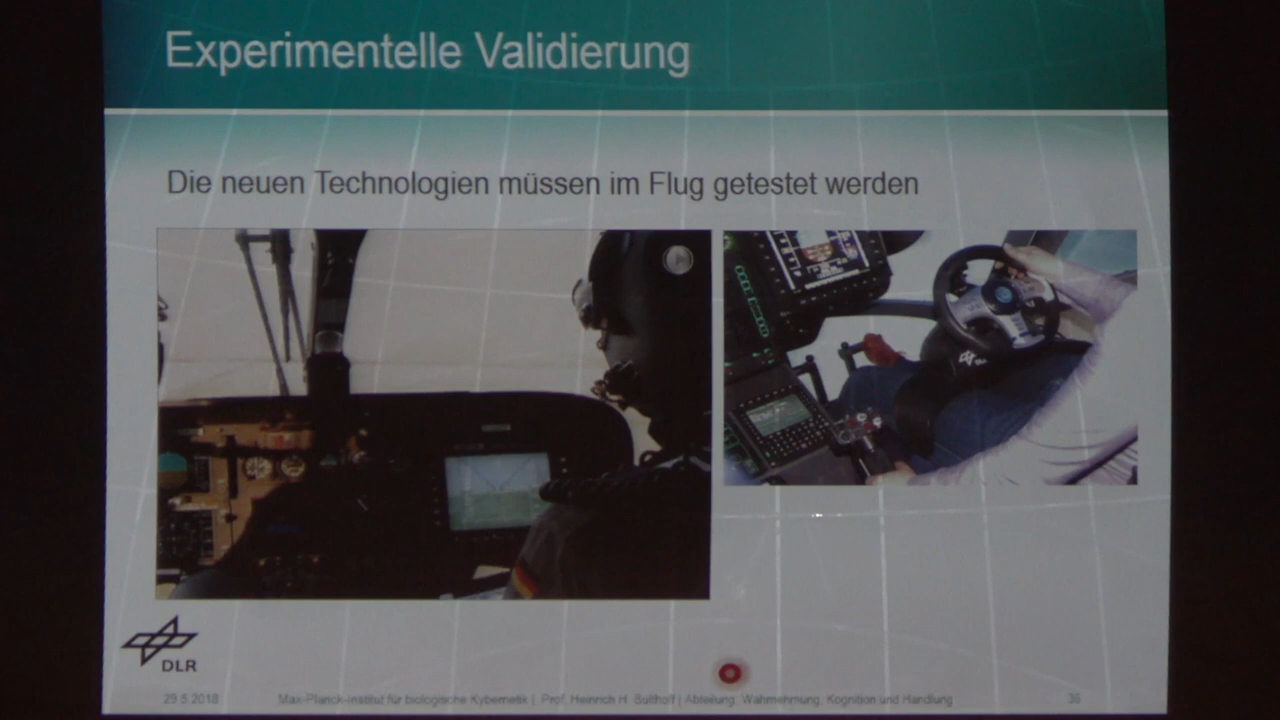 Experimentelle Validierung
Die neuen Technologien müssen im Flug getestet werden
DLR
29.5.2018 Max-Planck-Institut für biologische Kybernetik | Prof. Heinrich H. Bülthoff | Abteilung: Wahrnehmung, Kognition und Handlung 36